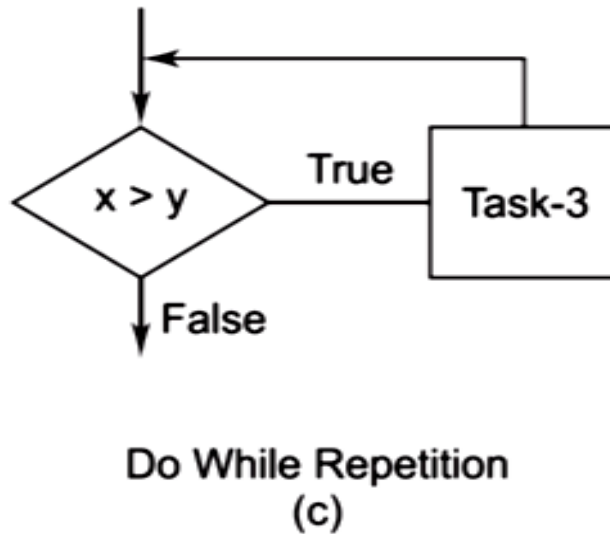 True
x > y
Task-3
False
Do While Repetition
(c)